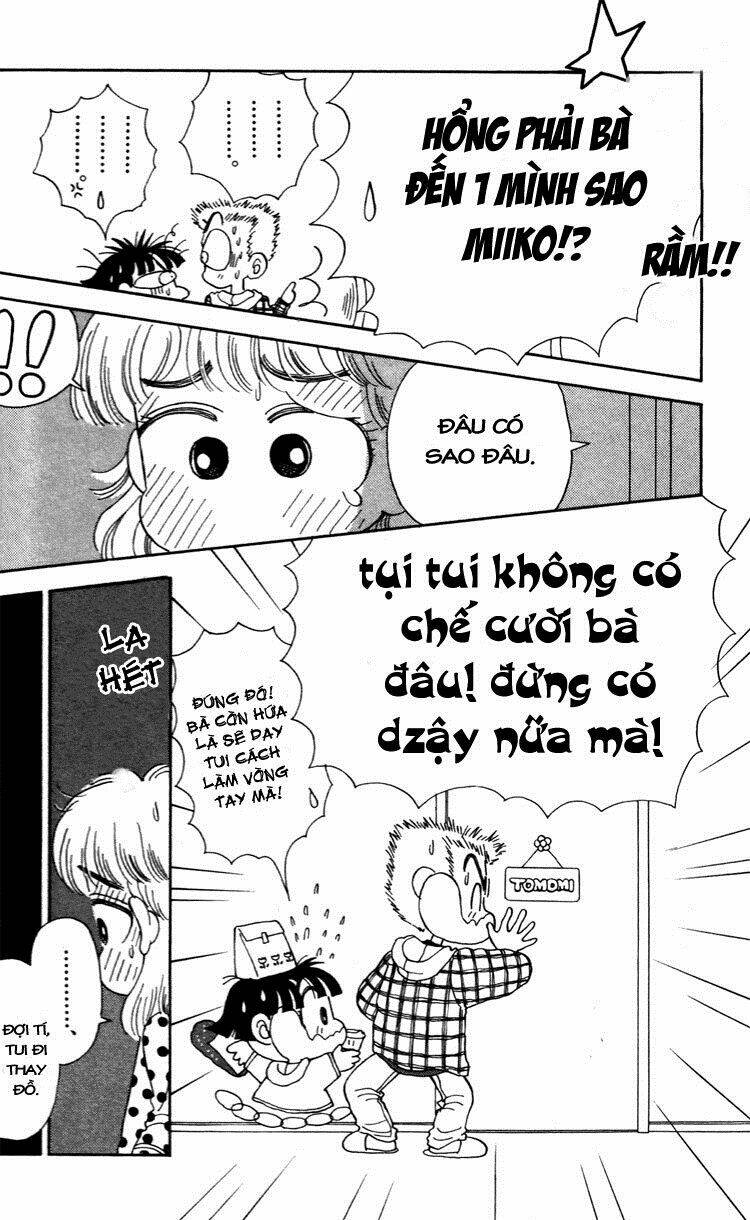 HỔNG PHẢI BÀ
ĐẾN 1 MÌNH SAO
MIIKO!?
RẦM!!
!!
ĐÂU CÓ
SAO ĐÂU.
tụi tui không có
chế cười bà
đâu! đừng có
dzậy nữa mà!
LA
HÉT
ĐÚNG ĐÓ!
BÀ CÒN HỨA
LÀ SẼ DẠY
TUI CÁCH
LÀM VÒNG
TAY MÀ!
TOMOMI
ĐỢI TÍ,
TUI ĐI
THAY
ĐỒ.